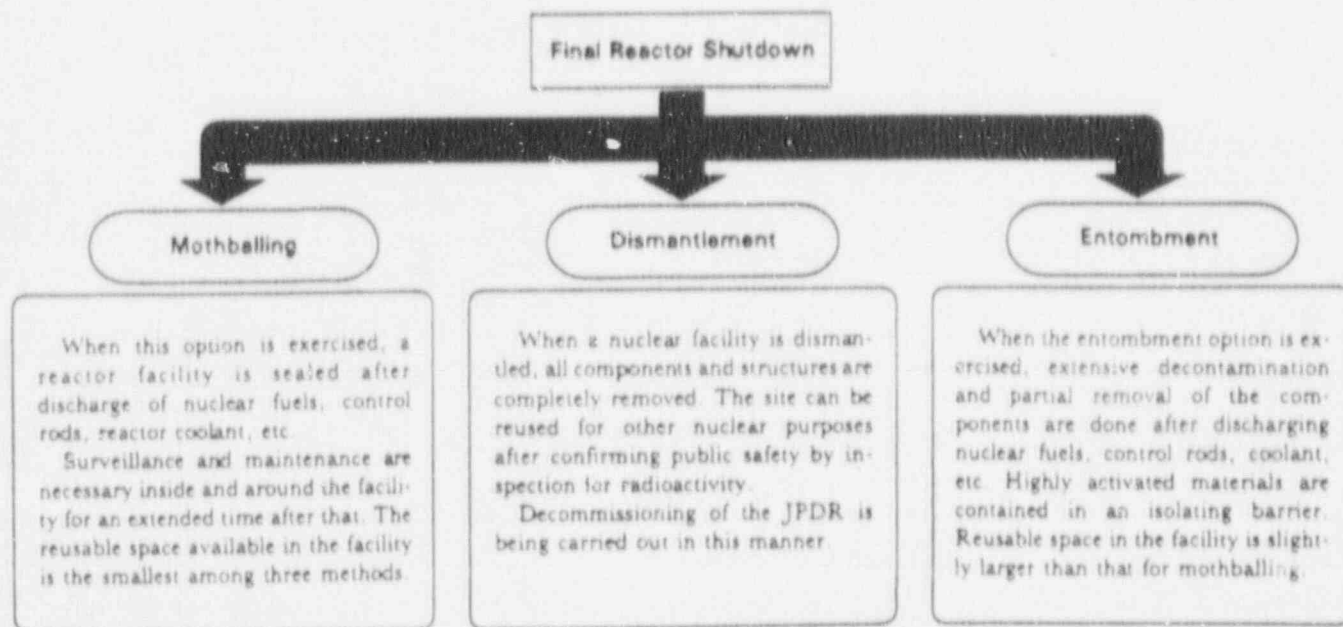 Final Reactor Shutdown
Mothballing
When this option is exercised, a
reactor facility is sealed after
discharge of nuclear fuels, control
rods, reactor coolant, etc.
Surveillance and maintenance are
necessary inside and around the facili-
ty for an extended time after that. The
reusable space available in the facility
is the smallest among three methods.
Dismantlement
When a nuclear facility is disman-
tled, all components and structures are
completely removed. The site can be
reused for other nuclear purposes
after confirming public safety by in-
spection for radioactivity.
Decommissioning of the JPDR is
being carried out in this manner.
Entombment
When the entombment option is ex-
ercised, extensive decontamination
and partial removal of the com-
ponents are done after discharging
nuclear fuels, control rods, coolant,
etc. Highly activated materials are
contained in an isolating barrier.
Reusable space in the facility is slight-
ly larger than that for mothballing.